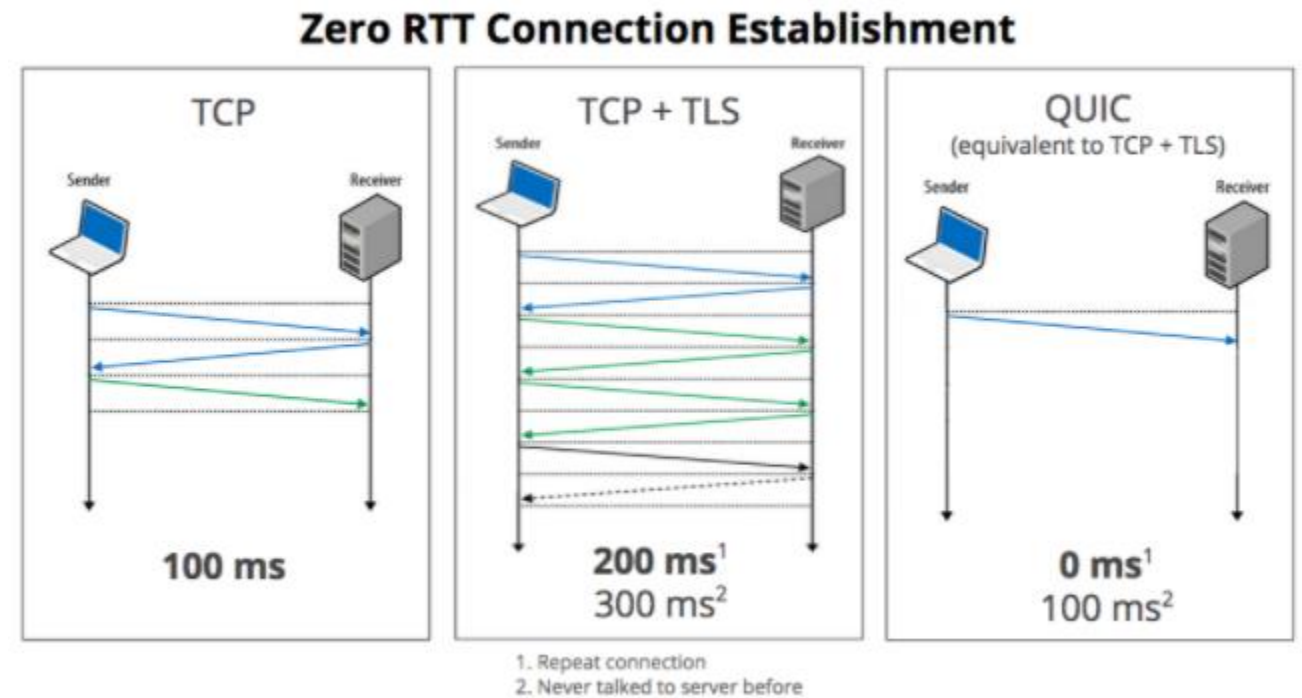 Zero RTT Connection Establishment
TCP
Sender
Receiver
100 ms
TCP + TLS
Sender
Receiver
200 ms¹
300 ms²
QUIC
(equivalent to TCP + TLS)
Sender
Receiver
0 ms¹
100 ms²
1. Repeat connection
2. Never talked to server before